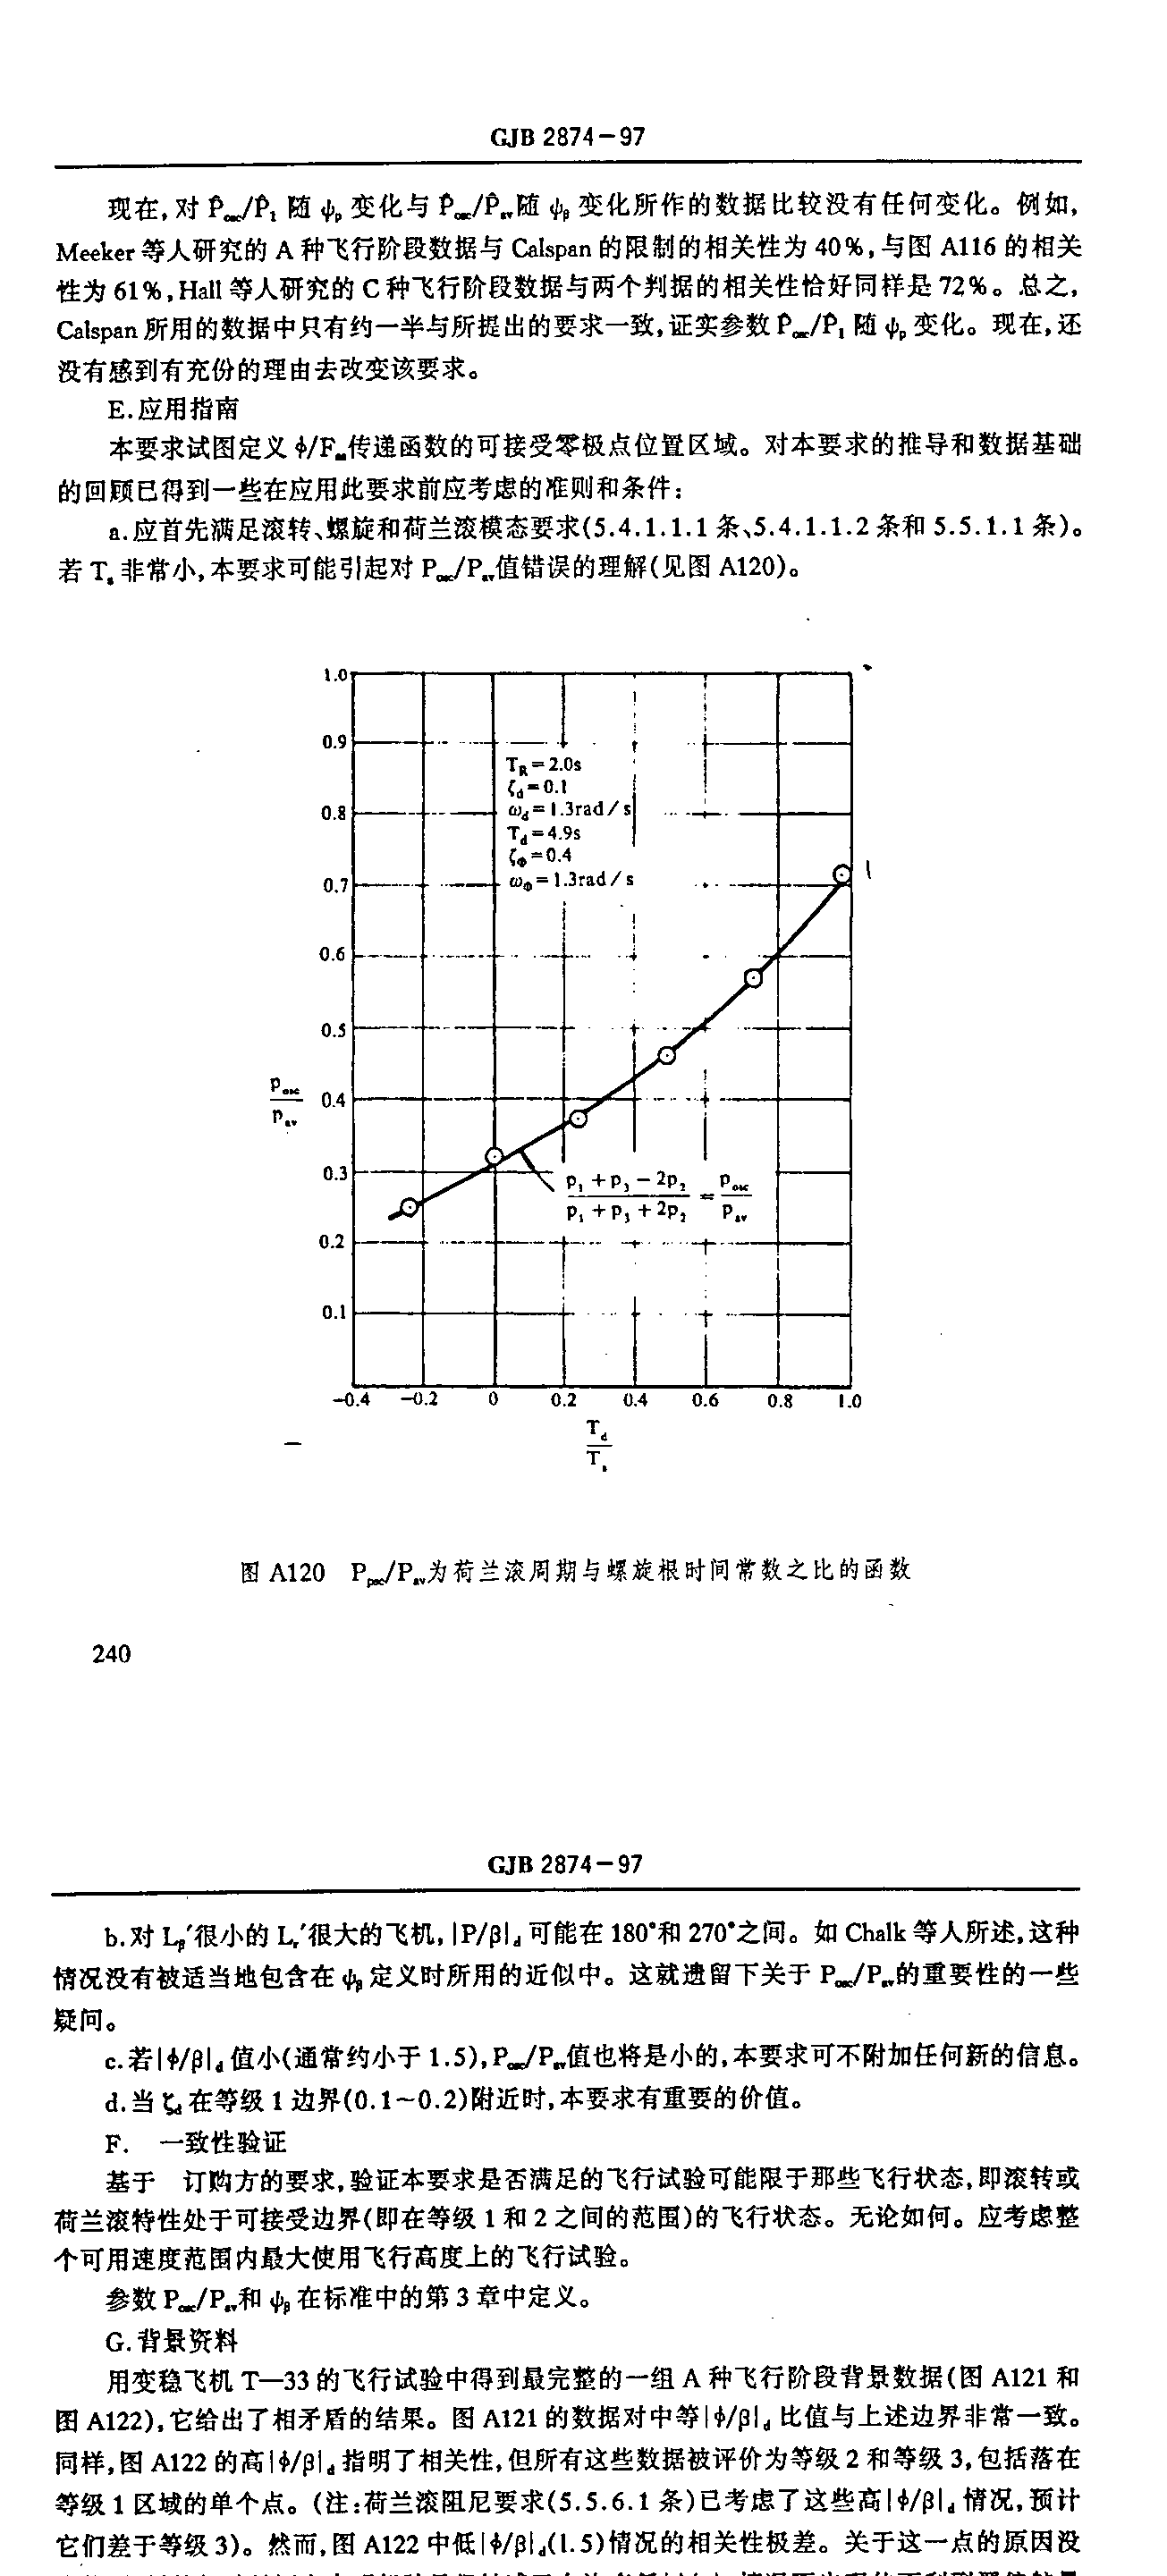 GJB 2874-97
现在,对 P̂osc/P̂1 随 ψp 变化与 P̂osc/P̂av随 ψβ 变化所作的数据比较没有任何变化。例如,
Meeker 等人研究的 A 种飞行阶段数据与 Calspan 的限制的相关性为 40%,与图 A116 的相关
性为 61%,Hall 等人研究的 C 种飞行阶段数据与两个判据的相关性恰好同样是 72%。总之,
Calspan 所用的数据中只有约一半与所提出的要求一致,证实参数 P̂osc/P̂1 随 ψp 变化。现在,还
没有感到有充份的理由去改变该要求。
E.应用指南
本要求试图定义 φ/Fas传递函数的可接受零极点位置区域。对本要求的推导和数据基础
的回顾已得到一些在应用此要求前应考虑的准则和条件:
a.应首先满足滚转、螺旋和荷兰滚模态要求(5.4.1.1.1 条、5.4.1.1.2 条和 5.5.1.1 条)。
若 Ts 非常小,本要求可能引起对 Posc/Pav值错误的理解(见图 A120)。
1.0
0.9
TR=2.0s
ζd=0.1
0.8
ωd=1.3rad/s
Td=4.9s
ζΦ=0.4
0.7
ωΦ=1.3rad/s
0.6
0.5
Posc
0.4
Pav
0.3
p1+p3-2p2 = posc
p1+p3+2p2 pav
0.2
0.1
-0.4 -0.2 0 0.2 0.4 0.6 0.8 1.0
Td
Ts
图 A120 Pposc/Pav为荷兰滚周期与螺旋根时间常数之比的函数
240
GJB 2874-97
b.对 Lβ′很小的 Lr′很大的飞机,|P/β|d 可能在 180°和 270°之间。如 Chalk 等人所述,这种
情况没有被适当地包含在 ψβ 定义时所用的近似中。这就遗留下关于 Posc/Pav的重要性的一些
疑问。
c.若|φ/β|d 值小(通常约小于 1.5),Posc/Pav值也将是小的,本要求可不附加任何新的信息。
d.当 ζd 在等级 1 边界(0.1~0.2)附近时,本要求有重要的价值。
F. 一致性验证
基于 订购方的要求,验证本要求是否满足的飞行试验可能限于那些飞行状态,即滚转或
荷兰滚特性处于可接受边界(即在等级 1 和 2 之间的范围)的飞行状态。无论如何。应考虑整
个可用速度范围内最大使用飞行高度上的飞行试验。
参数 Posc/Pav和 ψβ 在标准中的第 3 章中定义。
G.背景资料
用变稳飞机 T—33 的飞行试验中得到最完整的一组 A 种飞行阶段背景数据(图 A121 和
图 A122),它给出了相矛盾的结果。图 A121 的数据对中等|φ/β|d 比值与上述边界非常一致。
同样,图 A122 的高|φ/β|d 指明了相关性,但所有这些数据被评价为等级 2 和等级 3,包括落在
等级 1 区域的单个点。(注:荷兰滚阻尼要求(5.5.6.1 条)已考虑了这些高|φ/β|d 情况,预计
它们差于等级 3)。然而,图 A122 中低|φ/β|d(1.5)情况的相关性极差。关于这一点的原因没